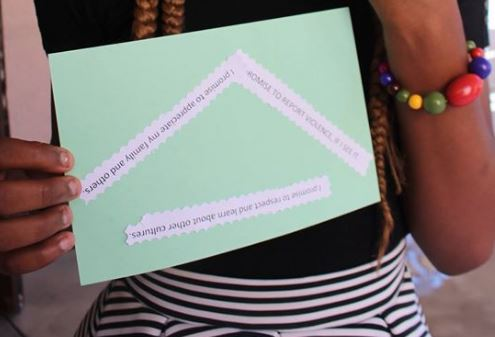 I promise to appreciate my family and others.
ROMISE TO REPORT VIOLENCE, IF I SEE IT
I promise to respect and learn about other cultures.